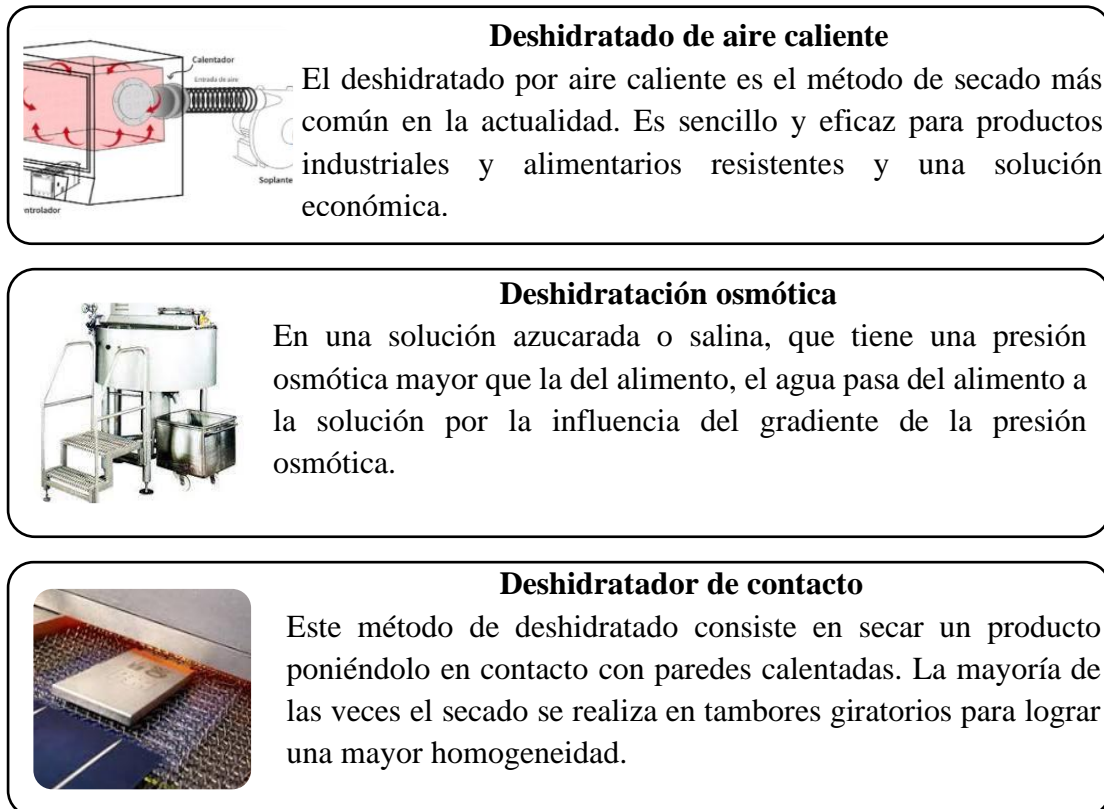 Deshidratado de aire caliente
Calentador
Entrada de aire
Soplante
ntrolador
El deshidratado por aire caliente es el método de secado más
común en la actualidad. Es sencillo y eficaz para productos
industriales y alimentarios resistentes y una solución
económica.
Deshidratación osmótica
En una solución azucarada o salina, que tiene una presión
osmótica mayor que la del alimento, el agua pasa del alimento a
la solución por la influencia del gradiente de la presión
osmótica.
Deshidratador de contacto
Este método de deshidratado consiste en secar un producto
poniéndolo en contacto con paredes calentadas. La mayoría de
las veces el secado se realiza en tambores giratorios para lograr
una mayor homogeneidad.